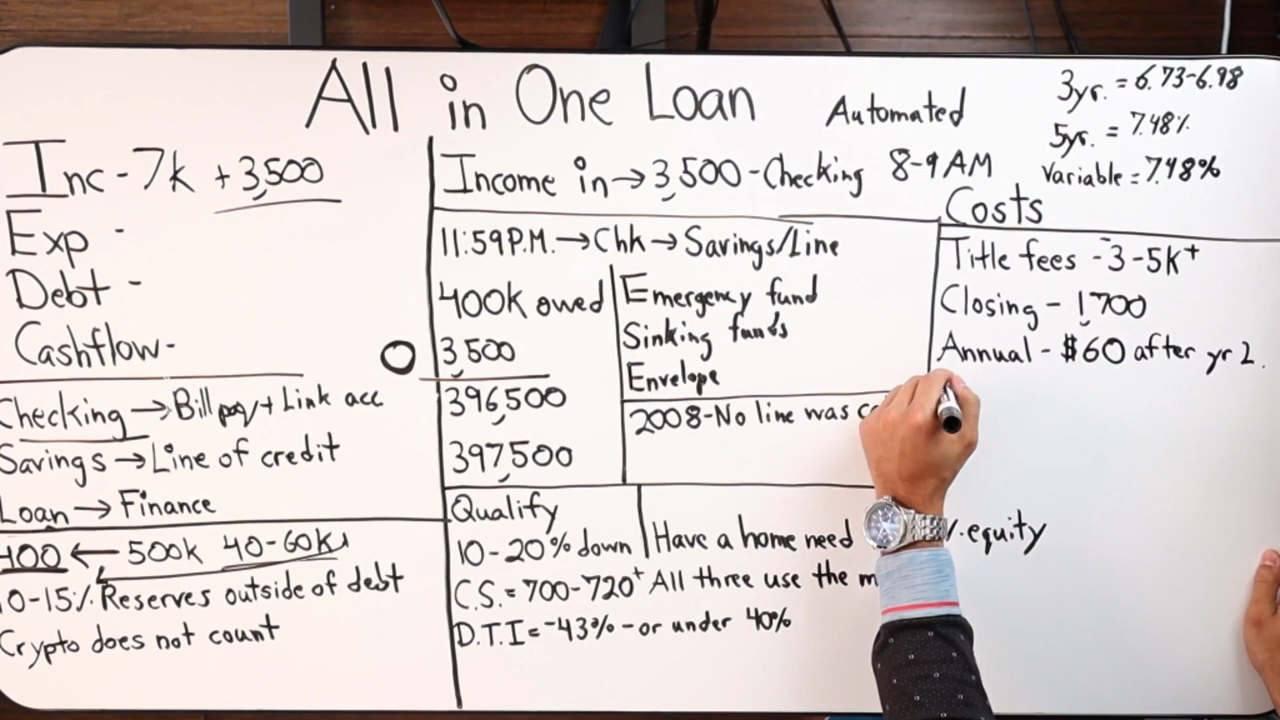 All in One Loan
Automated
3yr. = 6.73-6.98
5yr. = 7.48%
Variable = 7.98%
Inc - 7k + 3,500
Exp -
Debt -
Cashflow-
Checking → Bill pay + Link acc
Savings → Line of credit
Loan → Finance
400 ← 500k 40-60k
10-15% Reserves outside of debt
Crypto does not count
Income in → 3,500 - Checking 8-9 AM
11:59 P.M. → Chk → Savings/Line
400k owed
3,500
396,500
397,500
Emergency fund
Sinking funds
Envelope
2008-No line was
Qualify
10-20% down
C.S. = 700-720+
D.T.I = -43% - or under 40%
Have a home need
equity
All three use the
Costs
Title fees - 3-5k+
Closing - 1,700
Annual - $60 after yr 2.